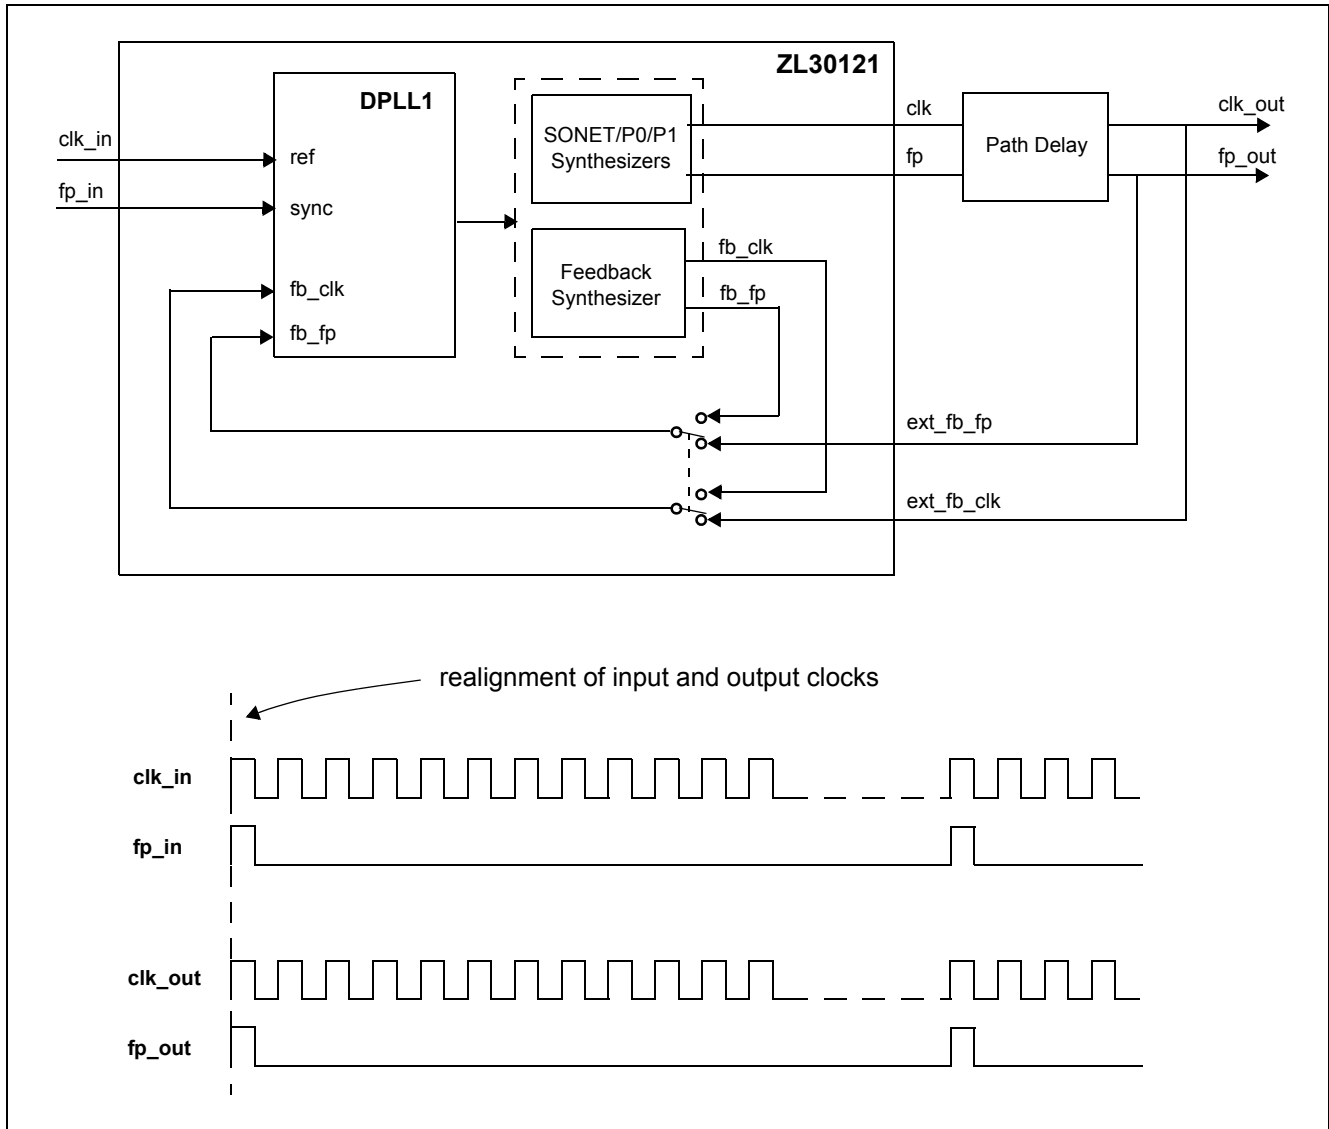 ZL30121
DPLL1
clk_in
ref
fp_in
sync
fb_clk
fb_fp
SONET/P0/P1
Synthesizers
Feedback
Synthesizer
fb_clk
fb_fp
clk
fp
Path Delay
clk_out
fp_out
ext_fb_fp
ext_fb_clk
realignment of input and output clocks
clk_in
fp_in
clk_out
fp_out